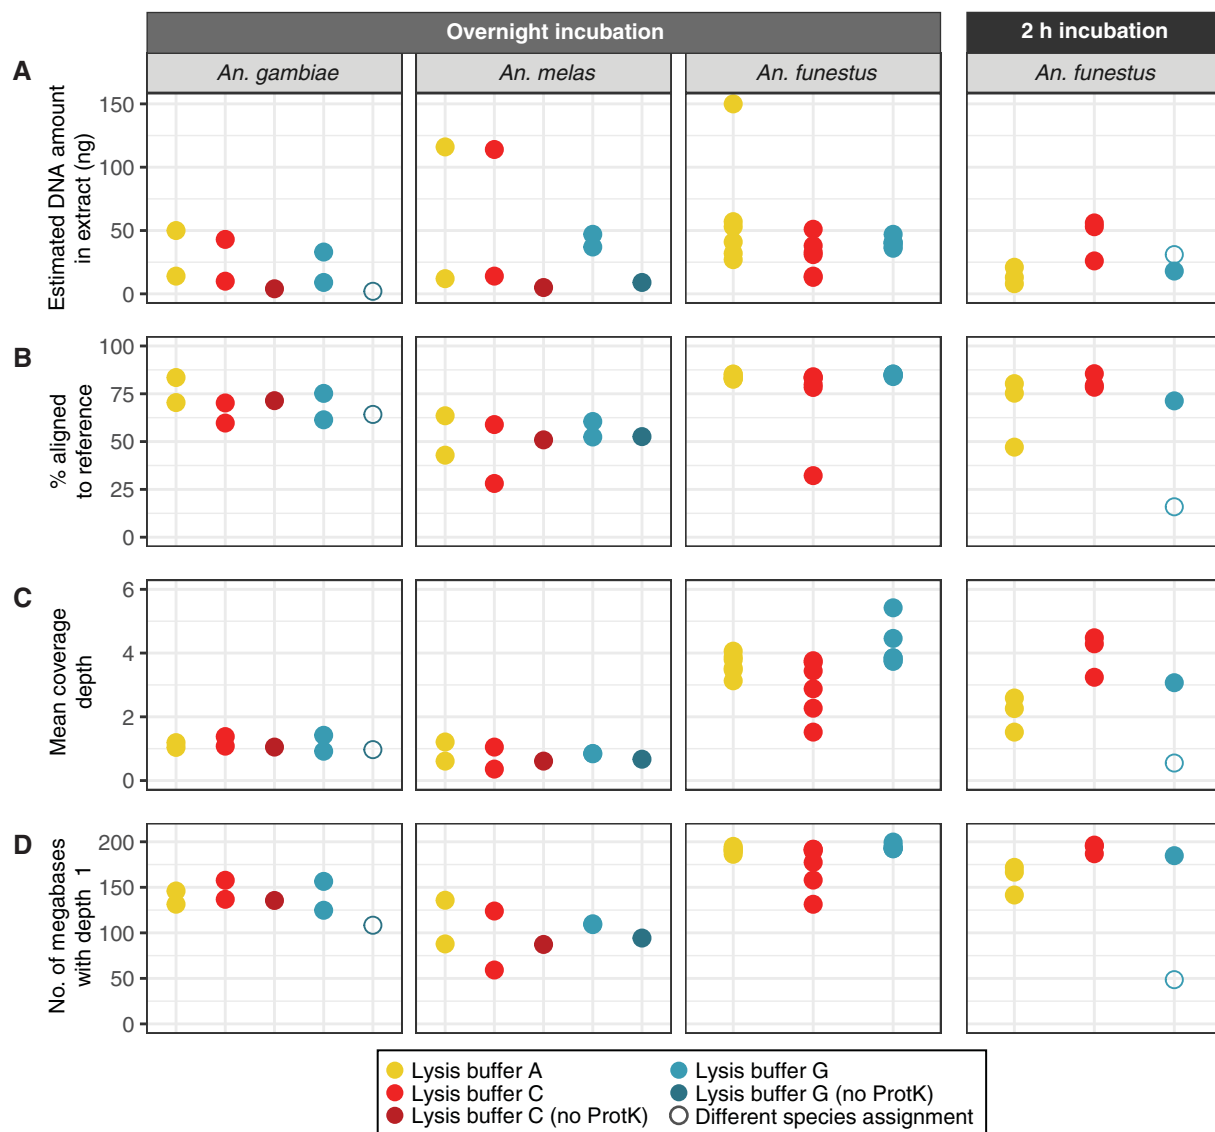 Overnight incubation
2 h incubation
A
An. gambiae
An. melas
An. funestus
An. funestus
Estimated DNA amount
in extract (ng)
150
100
50
0
B
% aligned
to reference
100
75
50
25
0
C
Mean coverage
depth
6
4
2
0
D
No. of megabases
with depth 1
200
150
100
50
0
Lysis buffer A
Lysis buffer C
Lysis buffer C (no ProtK)
Lysis buffer G
Lysis buffer G (no ProtK)
Different species assignment